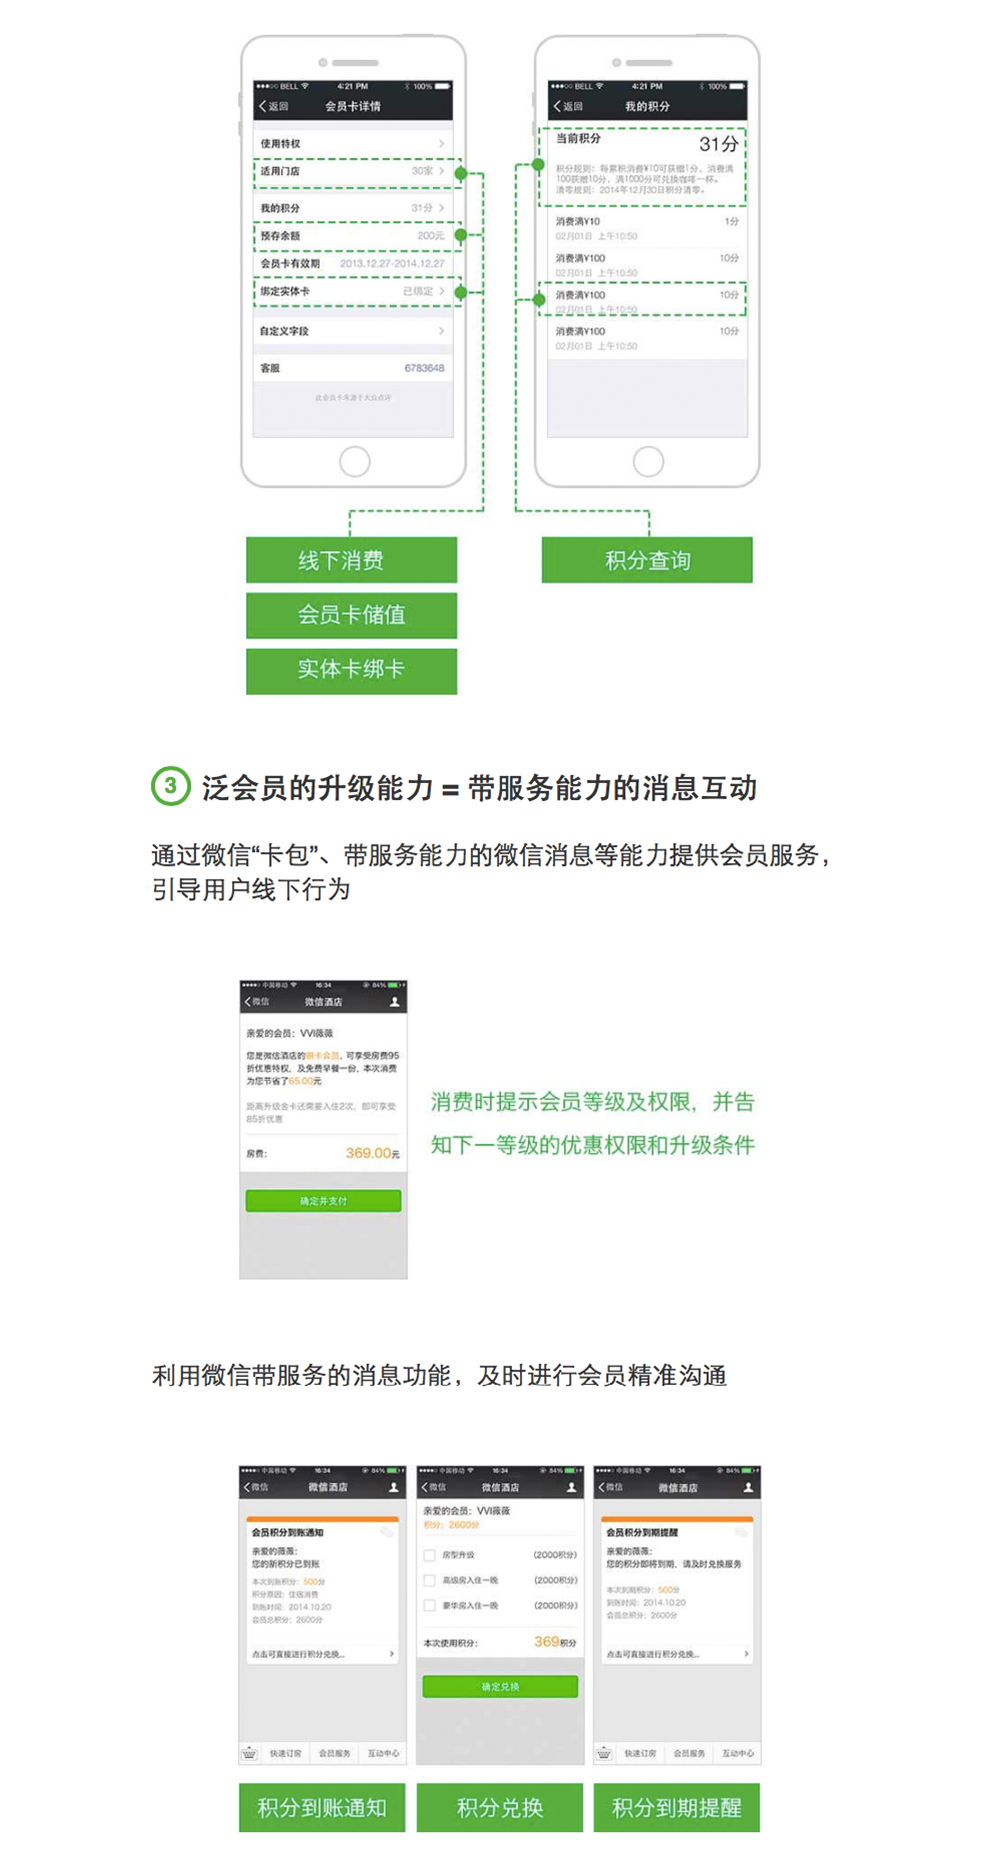 ●●●○○ BELL 4:21 PM 100%
返回 会员卡详情
使用特权
适用门店 30家
我的积分 31分
预存余额 200元
会员卡有效期 2013.12.27-2014.12.27
绑定实体卡 已绑定
自定义字段
客服 6783648
此会员卡来源于大众点评
●●●○○ BELL 4:21 PM 100%
返回 我的积分
当前积分 31分
积分规则：每累积消费¥10可获赠1分，消费满
100获赠10分，满1000分可兑换咖啡一杯。
清零规则：2014年12月30日积分清零。
消费满¥10 1分
02月01日 上午10:50
消费满¥100 10分
02月01日 上午10:50
消费满¥100 10分
02月01日 上午10:50
消费满¥100 10分
02月01日 上午10:50
线下消费
会员卡储值
实体卡绑卡
积分查询
3 泛会员的升级能力 = 带服务能力的消息互动
通过微信“卡包”、带服务能力的微信消息等能力提供会员服务，
引导用户线下行为
●●●●○ 中国移动 16:34 84%
微信 微信酒店
亲爱的会员：VVI薇薇
您是微信酒店的银卡会员，可享受房费95
折优惠特权，及免费早餐一份，本次消费
为您节省了65.00元
距离升级金卡还需要入住2次，即可享受
85折优惠
房费： 369.00元
确定并支付
消费时提示会员等级及权限，并告
知下一等级的优惠权限和升级条件
利用微信带服务的消息功能，及时进行会员精准沟通
●●●●○ 中国移动 16:34 84%
微信 微信酒店
会员积分到账通知
亲爱的薇薇：
您的新积分已到账
本次到账积分：500分
积分原因：住宿消费
到账时间：2014.10.20
会员总积分：2600分
点击可直接进行积分兑换...
快速订房 会员服务 互动中心
●●●●○ 中国移动 16:34 84%
微信 微信酒店
亲爱的会员：VVI薇薇
积分：2600分
房型升级 (2000积分)
高级房入住一晚 (2000积分)
豪华房入住一晚 (2000积分)
本次使用积分： 369积分
确定兑换
●●●●○ 中国移动 16:34 84%
微信 微信酒店
会员积分到期提醒
亲爱的薇薇：
您的积分即将到期，请及时兑换服务
本次到期积分：500分
到账时间：2014.10.20
会员总积分：2600分
点击可直接进行积分兑换...
快速订房 会员服务 互动中心
积分到账通知
积分兑换
积分到期提醒